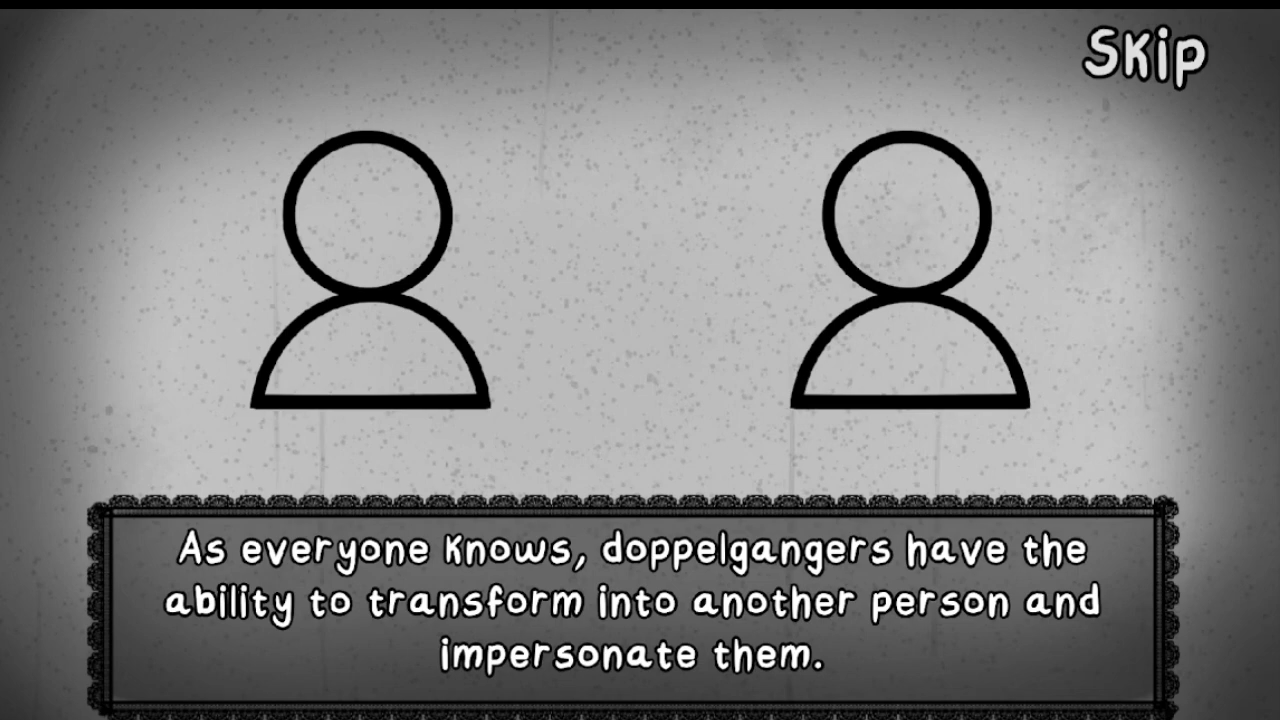 Skip
As everyone knows, doppelgangers have the
ability to transform into another person and
impersonate them.